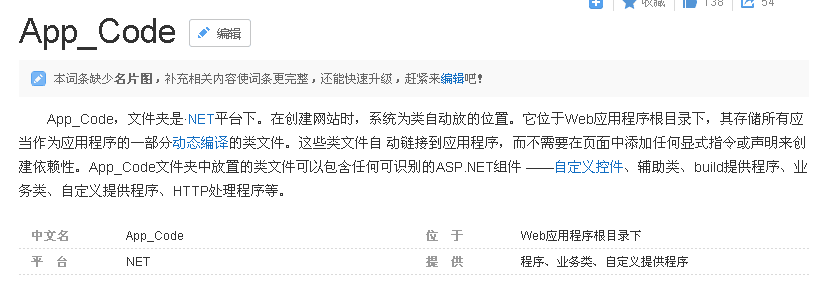 收藏 138 54
App_Code 编辑
本词条缺少名片图，补充相关内容使词条更完整，还能快速升级，赶紧来编辑吧！
App_Code，文件夹是·NET平台下。在创建网站时，系统为类自动放的位置。它位于Web应用程序根目录下，其存储所有应
当作为应用程序的一部分动态编译的类文件。这些类文件自 动链接到应用程序，而不需要在页面中添加任何显式指令或声明来创
建依赖性。App_Code文件夹中放置的类文件可以包含任何可识别的ASP.NET组件 ——自定义控件、辅助类、build提供程序、业
务类、自定义提供程序、HTTP处理程序等。
中文名 App_Code 位 于 Web应用程序根目录下
平 台 NET 提 供 程序、业务类、自定义提供程序